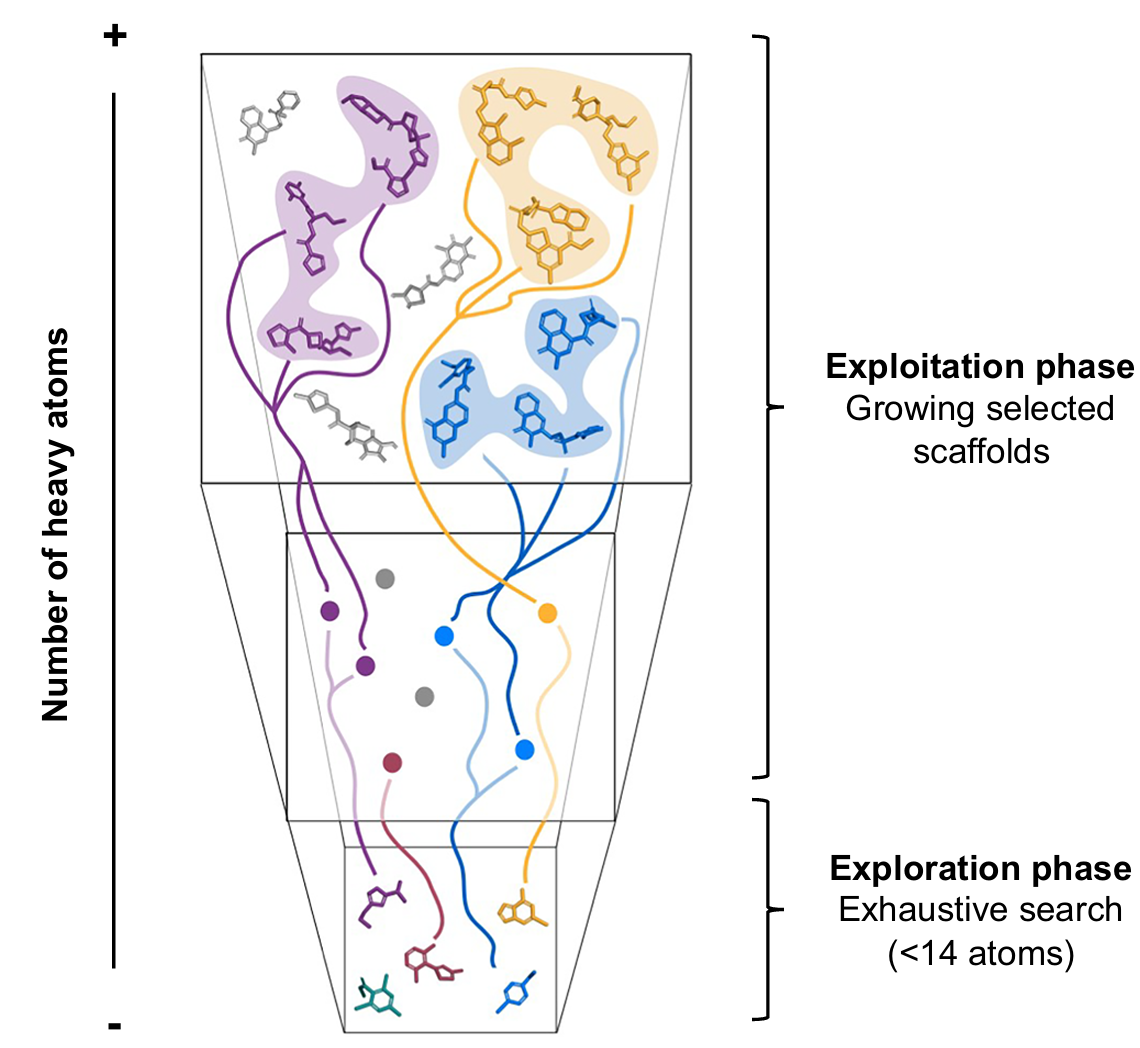 +
Number of heavy atoms
-
Exploitation phase
Growing selected
scaffolds
Exploration phase
Exhaustive search
(<14 atoms)